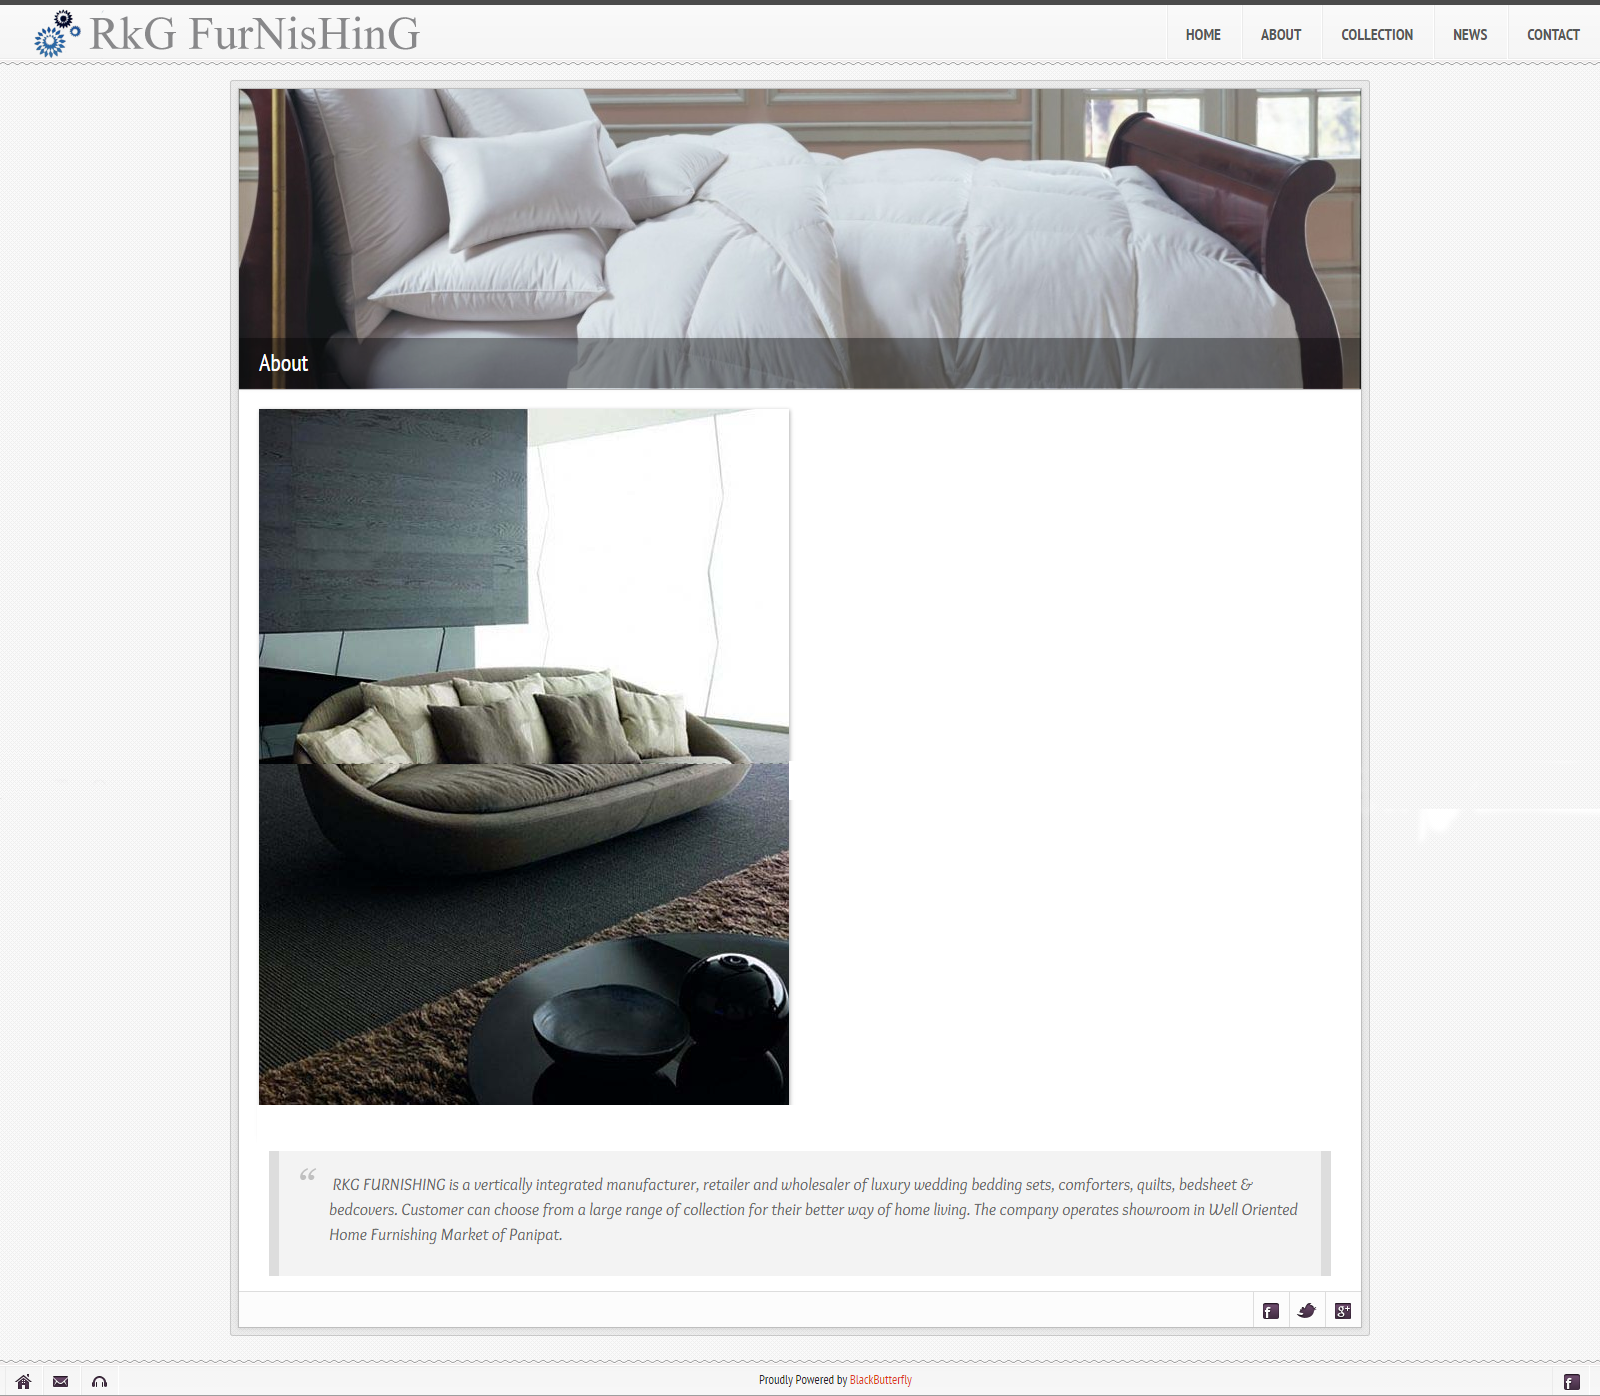 RkG FurNisHinG
HOME
ABOUT
COLLECTION
NEWS
CONTACT
About
“ RKG FURNISHING is a vertically integrated manufacturer, retailer and wholesaler of luxury wedding bedding sets, comforters, quilts, bedsheet &
bedcovers. Customer can choose from a large range of collection for their better way of home living. The company operates showroom in Well Oriented
Home Furnishing Market of Panipat.
Proudly Powered by BlackButterfly